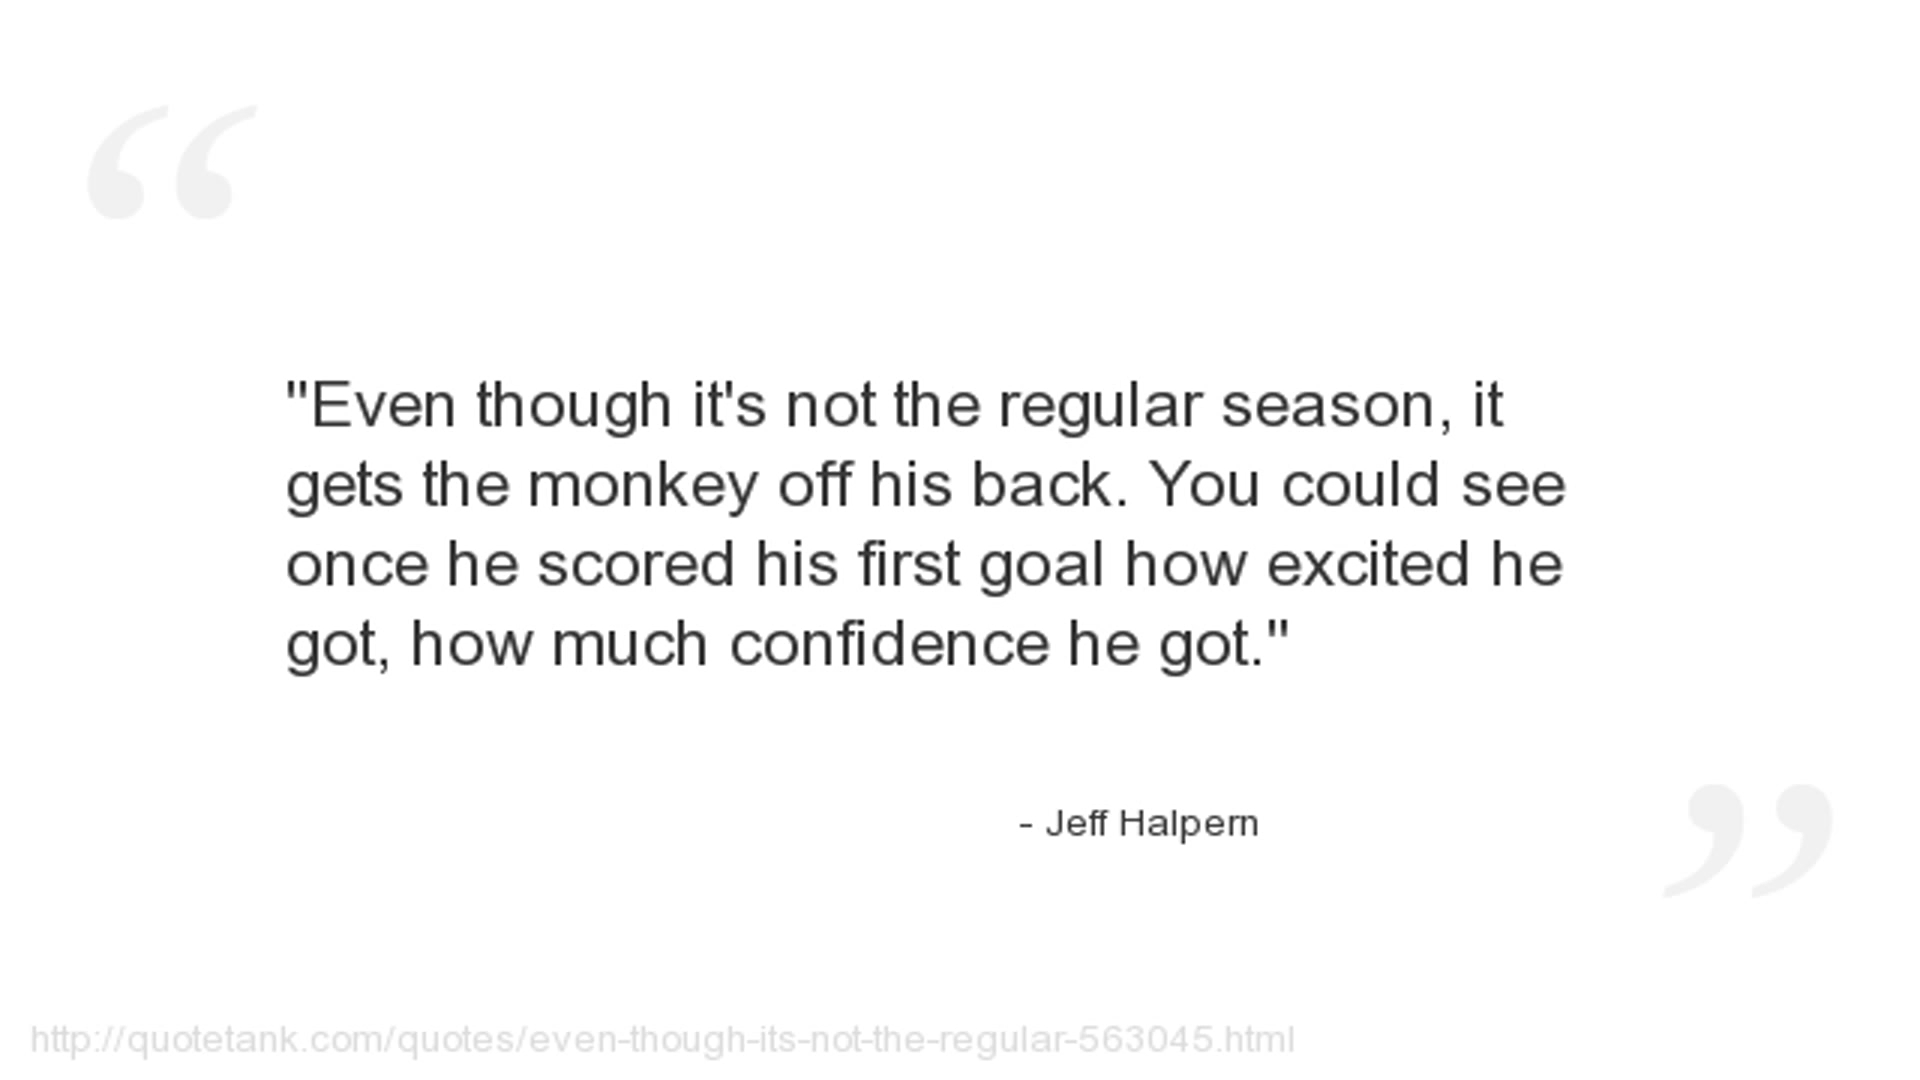 "Even though it's not the regular season, it
gets the monkey off his back. You could see
once he scored his first goal how excited he
got, how much confidence he got."
- Jeff Halpern
http://quotetank.com/quotes/even-though-its-not-the-regular-563045.html